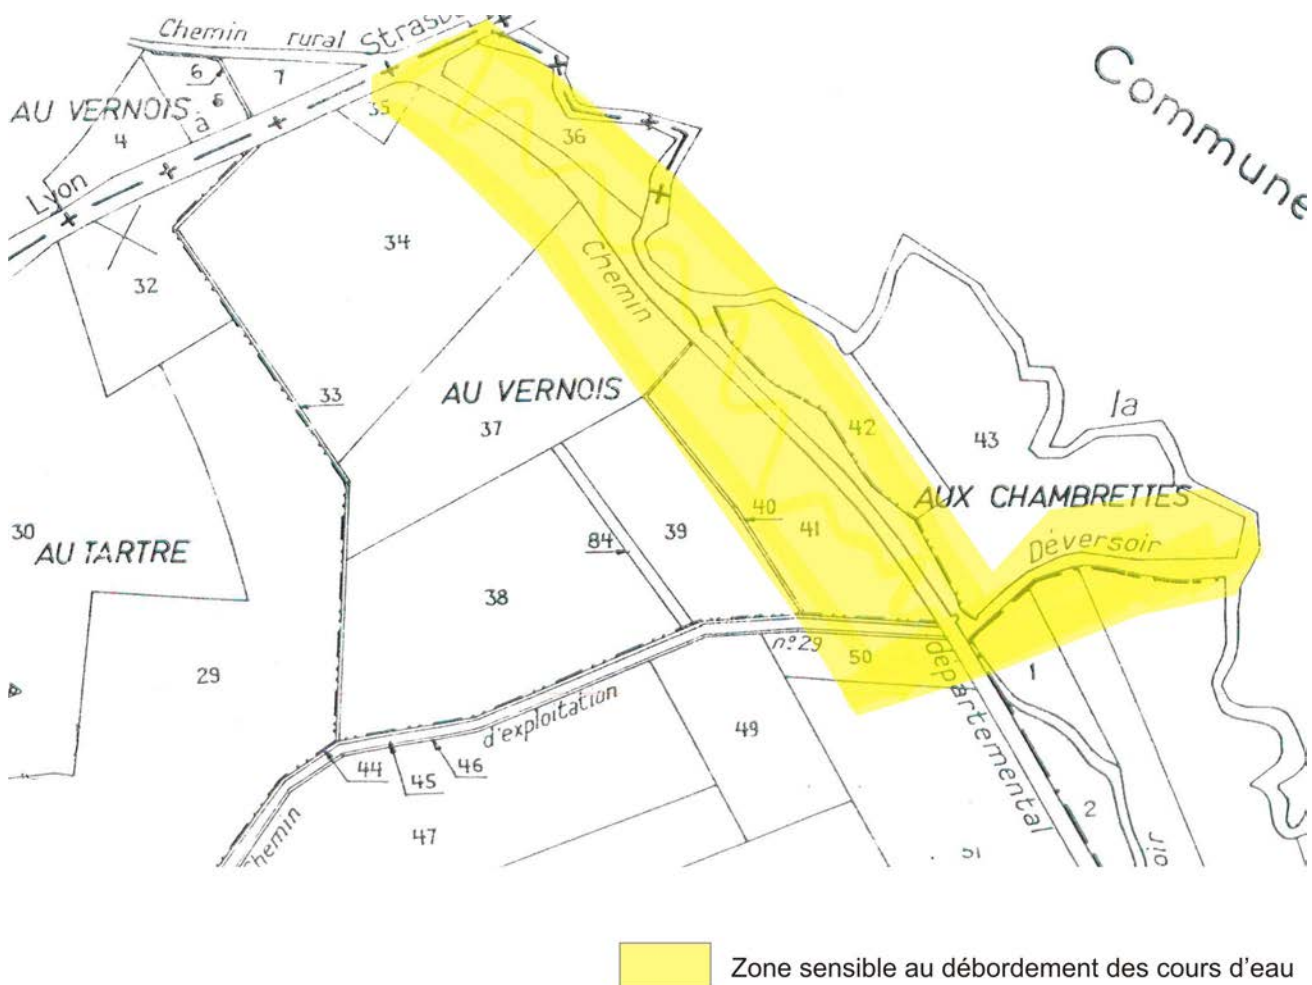 Chemin rural
Strasb
6
7
AU VERNOIS
4
à
35
36
Lyon
Commune
34
32
Chemin
33
AU VERNOIS
37
42
43
la
30
AU TARTRE
AUX CHAMBRETTES
40
41
39
84
Déversoir
38
n° 29
50
départemental
1
29
d'exploitation
49
44
45
46
47
2
51
Chemin
Zone sensible au débordement des cours d'eau